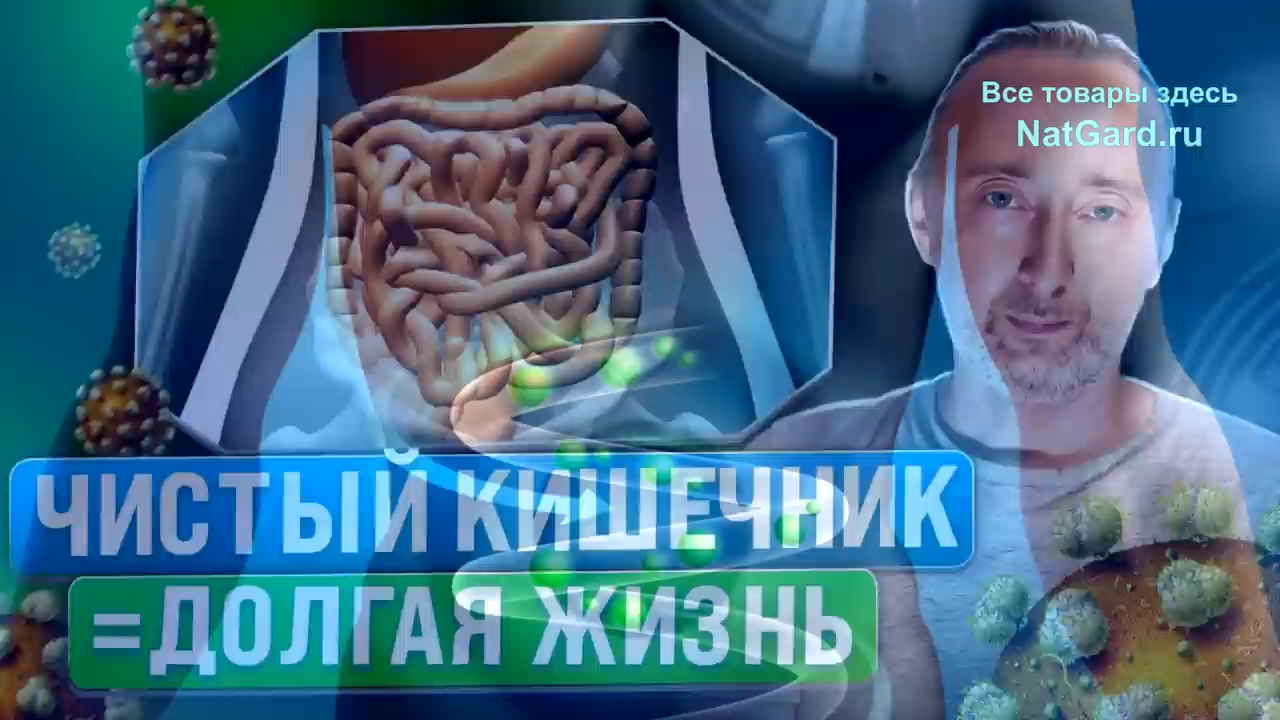 Все товары здесь
NatGard.ru
ЧИСТЫЙ КИШЕЧНИК
=ДОЛГАЯ ЖИЗНЬ